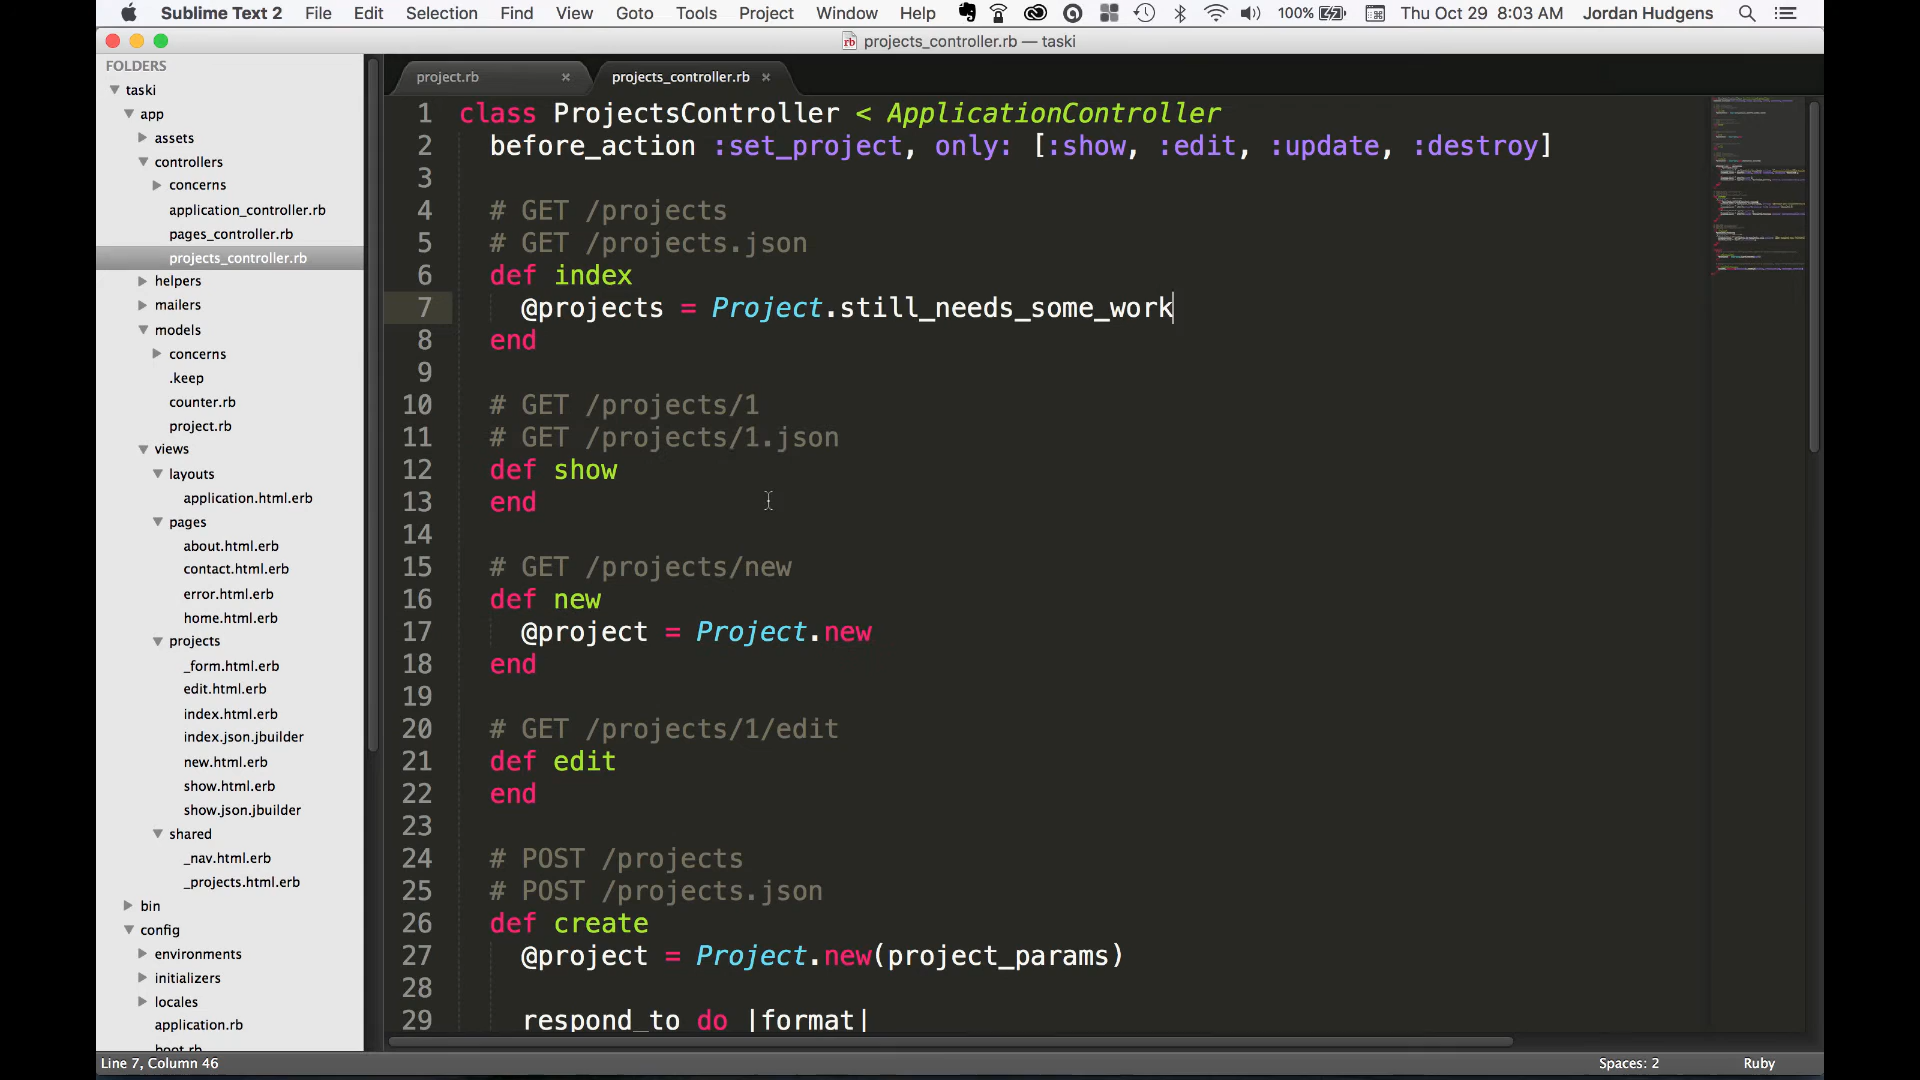 Sublime Text 2 File Edit Selection Find View Goto Tools Project Window Help 100% Thu Oct 29 8:03 AM Jordan Hudgens
projects_controller.rb — taski
FOLDERS
taski
app
assets
controllers
concerns
application_controller.rb
pages_controller.rb
projects_controller.rb
helpers
mailers
models
concerns
.keep
counter.rb
project.rb
views
layouts
application.html.erb
pages
about.html.erb
contact.html.erb
error.html.erb
home.html.erb
projects
_form.html.erb
edit.html.erb
index.html.erb
index.json.jbuilder
new.html.erb
show.html.erb
show.json.jbuilder
shared
_nav.html.erb
_projects.html.erb
bin
config
environments
initializers
locales
application.rb
boot.rb
project.rb × projects_controller.rb ×
1 class ProjectsController < ApplicationController
2 before_action :set_project, only: [:show, :edit, :update, :destroy]
3
4 # GET /projects
5 # GET /projects.json
6 def index
7 @projects = Project.still_needs_some_work
8 end
9
10 # GET /projects/1
11 # GET /projects/1.json
12 def show
13 end
14
15 # GET /projects/new
16 def new
17 @project = Project.new
18 end
19
20 # GET /projects/1/edit
21 def edit
22 end
23
24 # POST /projects
25 # POST /projects.json
26 def create
27 @project = Project.new(project_params)
28
29 respond_to do |format|
Line 7, Column 46 Spaces: 2 Ruby